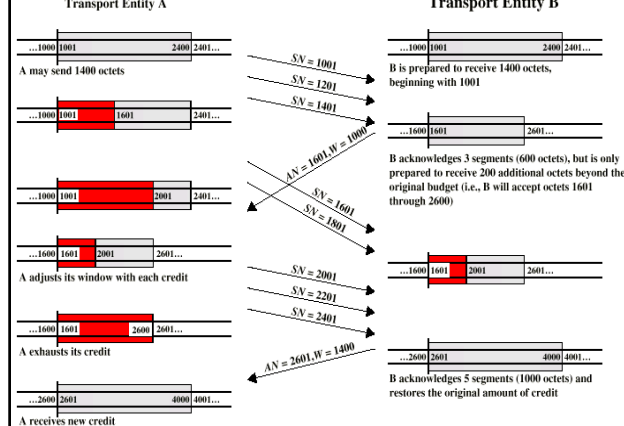 Transport Entity A
Transport Entity B
...1000 1001 2400 2401...
A may send 1400 octets
SN = 1001
SN = 1201
SN = 1401
...1000 1001 2400 2401...
B is prepared to receive 1400 octets,
beginning with 1001
...1000 1001 1601 2401...
AN = 1601,W = 1000
...1600 1601 2601...
B acknowledges 3 segments (600 octets), but is only
prepared to receive 200 additional octets beyond the
original budget (i.e., B will accept octets 1601
through 2600)
...1000 1001 2001 2401...
SN = 1601
SN = 1801
...1600 1601 2001 2601...
A adjusts its window with each credit
SN = 2001
SN = 2201
SN = 2401
...1600 1601 2001 2601...
...1600 1601 2600 2601...
A exhausts its credit
AN = 2601,W = 1400
...2600 2601 4000 4001...
B acknowledges 5 segments (1000 octets) and
restores the original amount of credit
...2600 2601 4000 4001...
A receives new credit